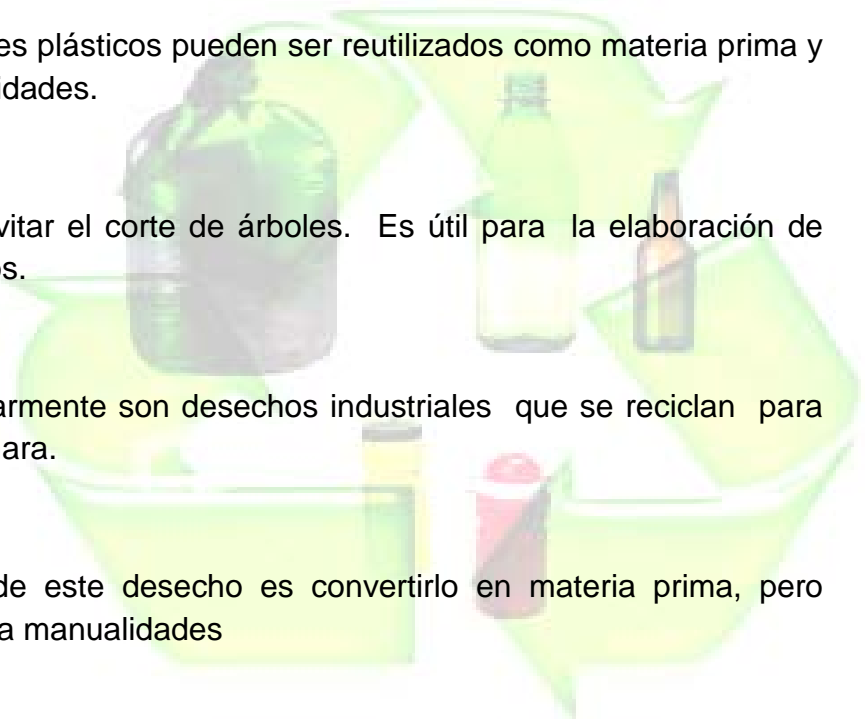 es plásticos pueden ser reutilizados como materia prima y
idades.
vitar el corte de árboles. Es útil para la elaboración de
os.
armente son desechos industriales que se reciclan para
ara.
de este desecho es convertirlo en materia prima, pero
a manualidades